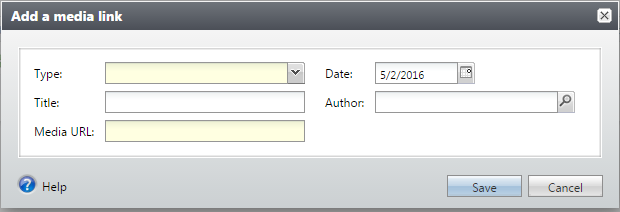 Add a media link
Type: Date: 5/2/2016
Title: Author:
Media URL:
Help Save Cancel